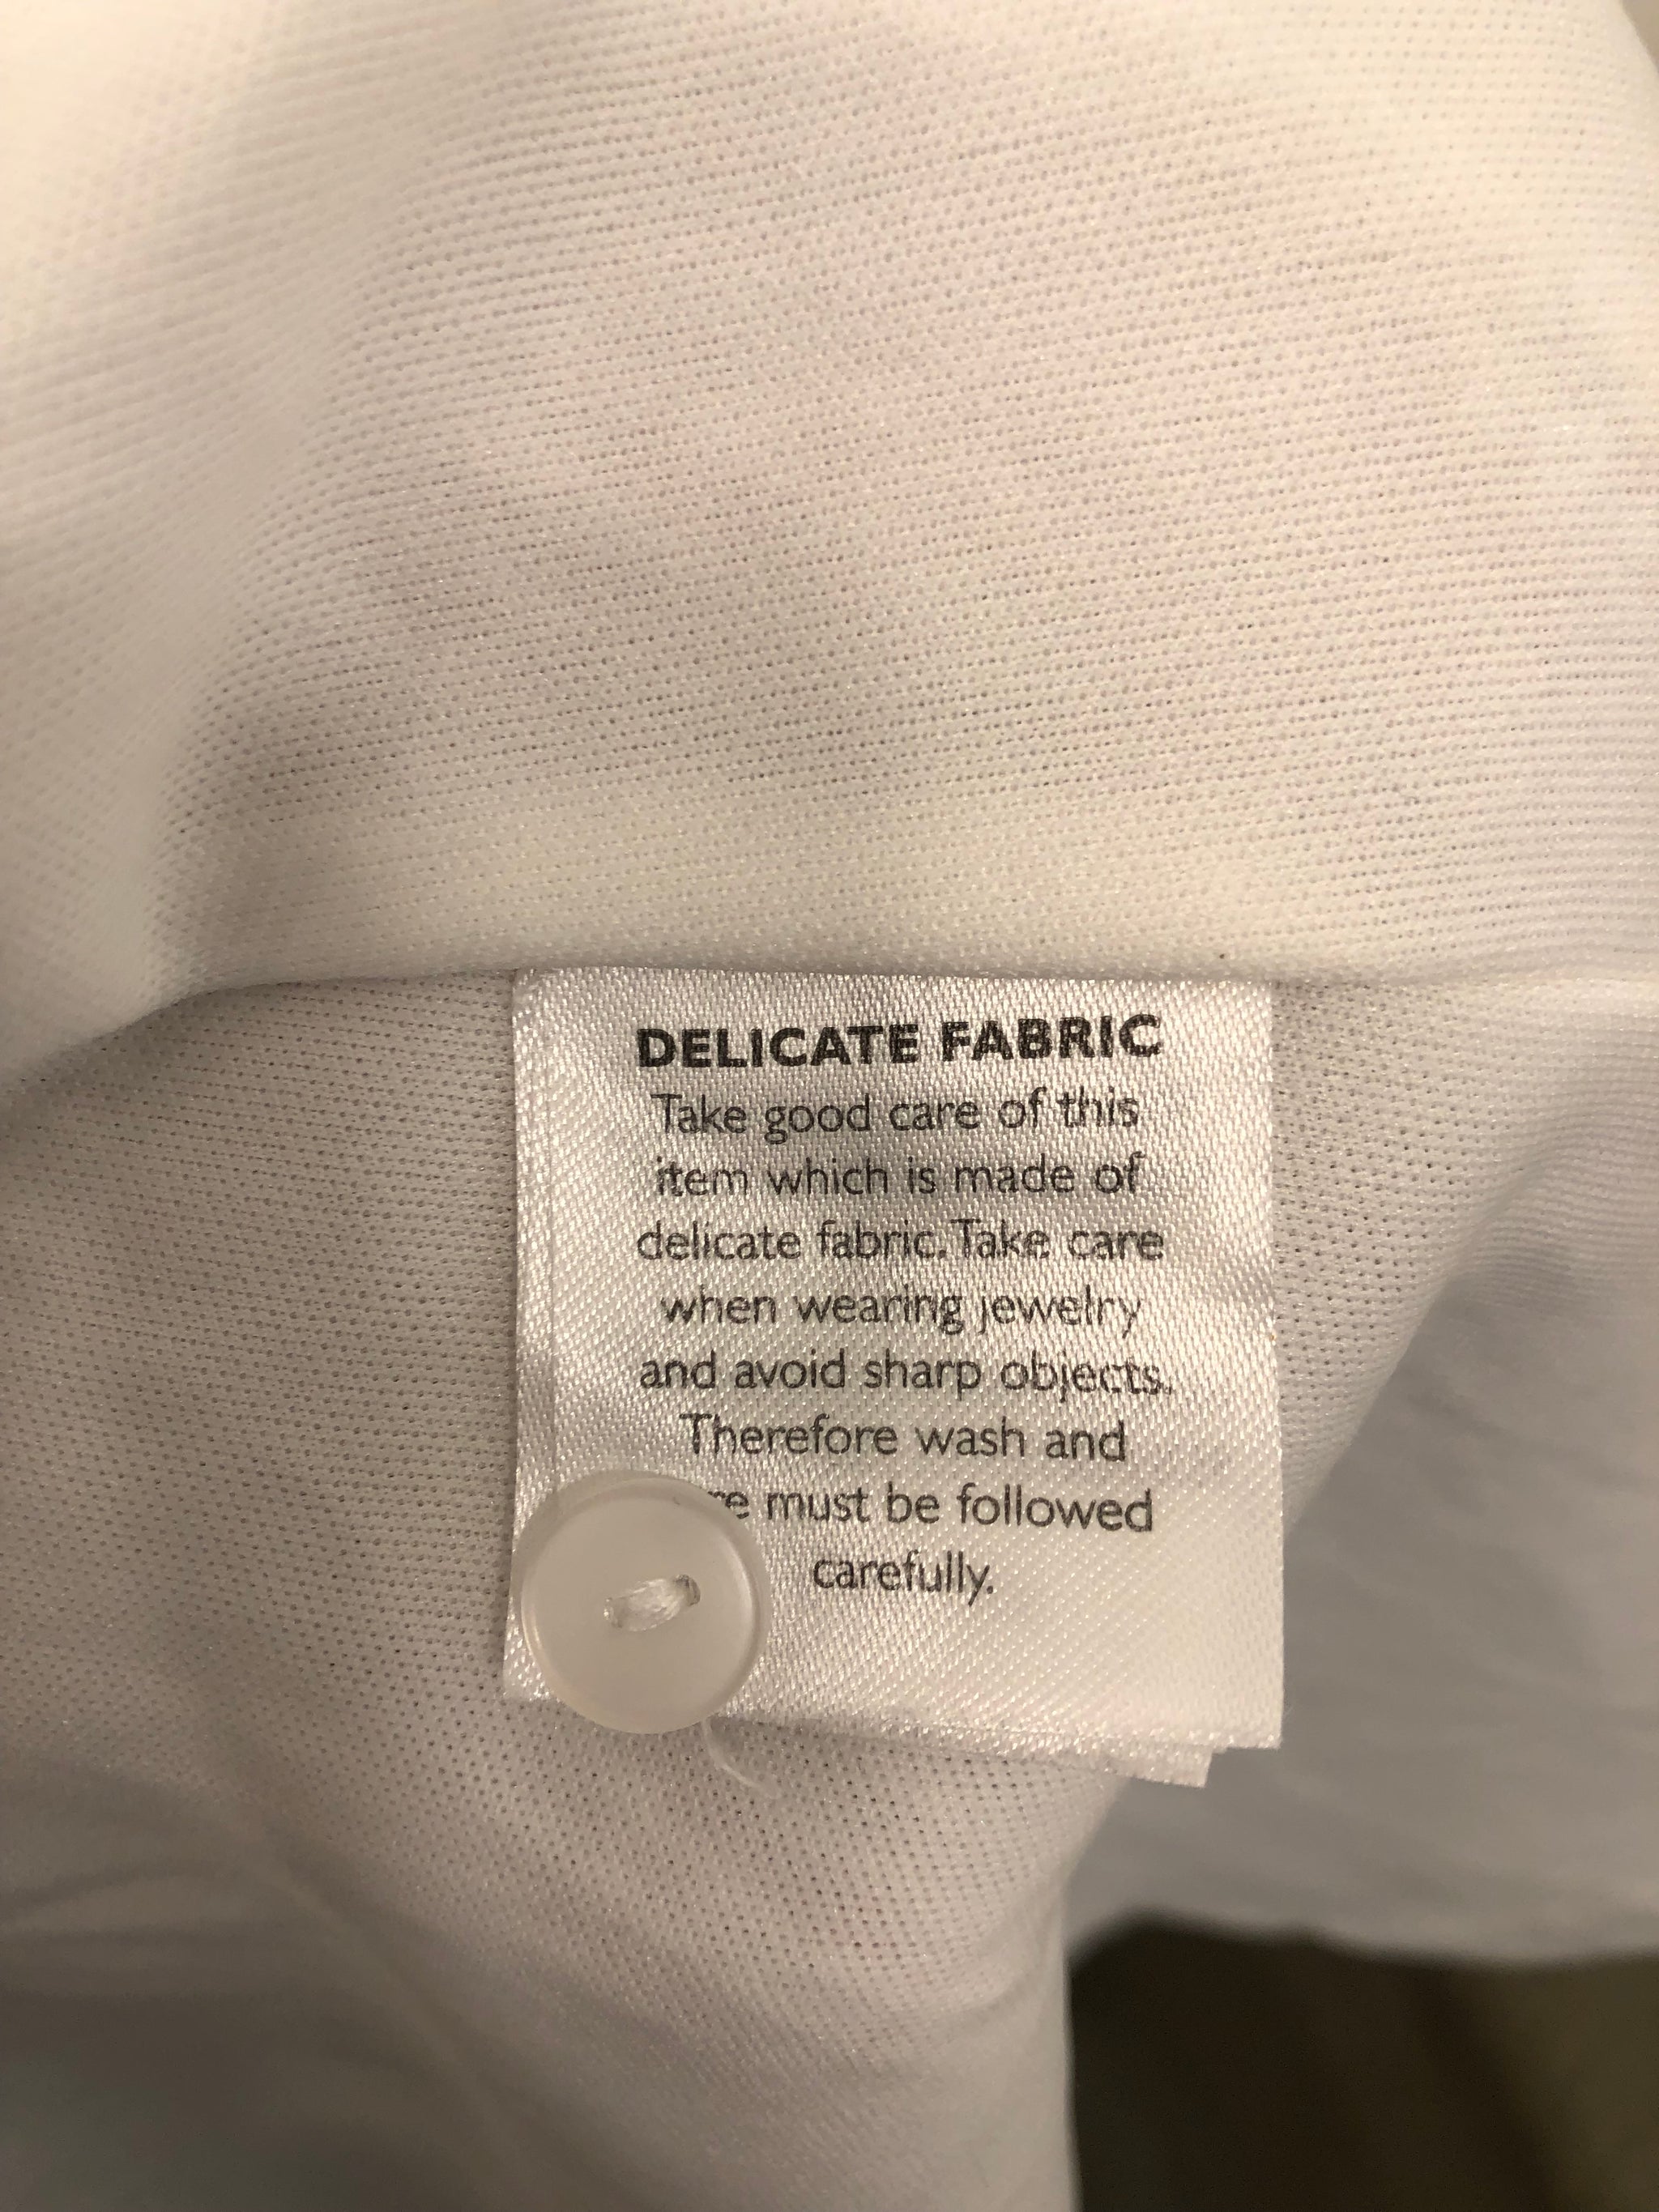 DELICATE FABRIC
Take good care of this
item which is made of
delicate fabric. Take care
when wearing jewelry
and avoid sharp objects.
Therefore wash and
must be followed
carefully.